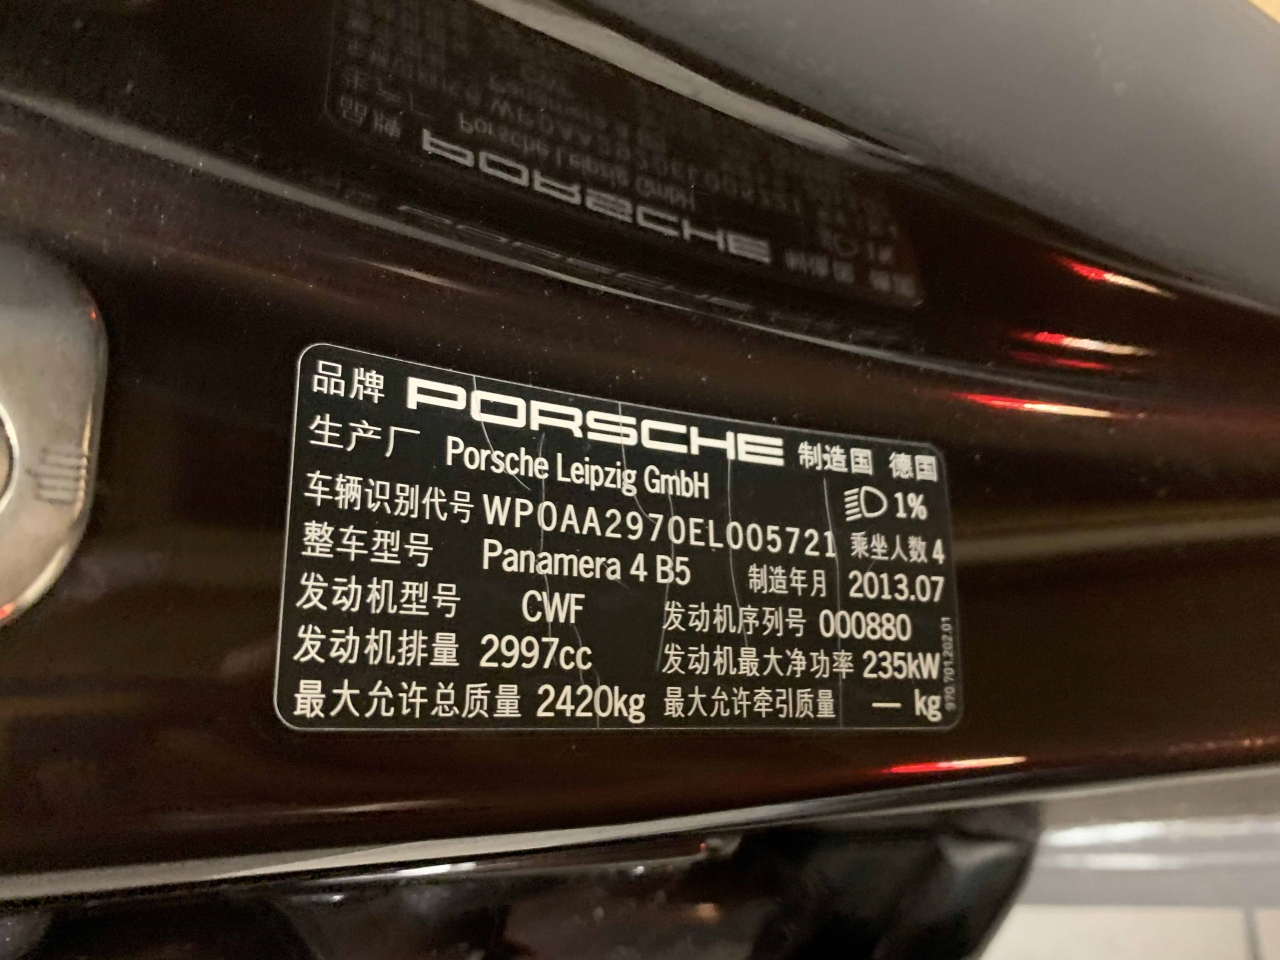 品牌 PORSCHE 制造国 德国
生产厂 Porsche Leipzig GmbH 1%
车辆识别代号 WP0AA2970EL005721 乘坐人数 4
整车型号 Panamera 4 B5 制造年月 2013.07
发动机型号 CWF 发动机序列号 000880
发动机排量 2997cc 发动机最大净功率 235kW
最大允许总质量 2420kg 最大允许牵引质量 — kg
970.701.202.01